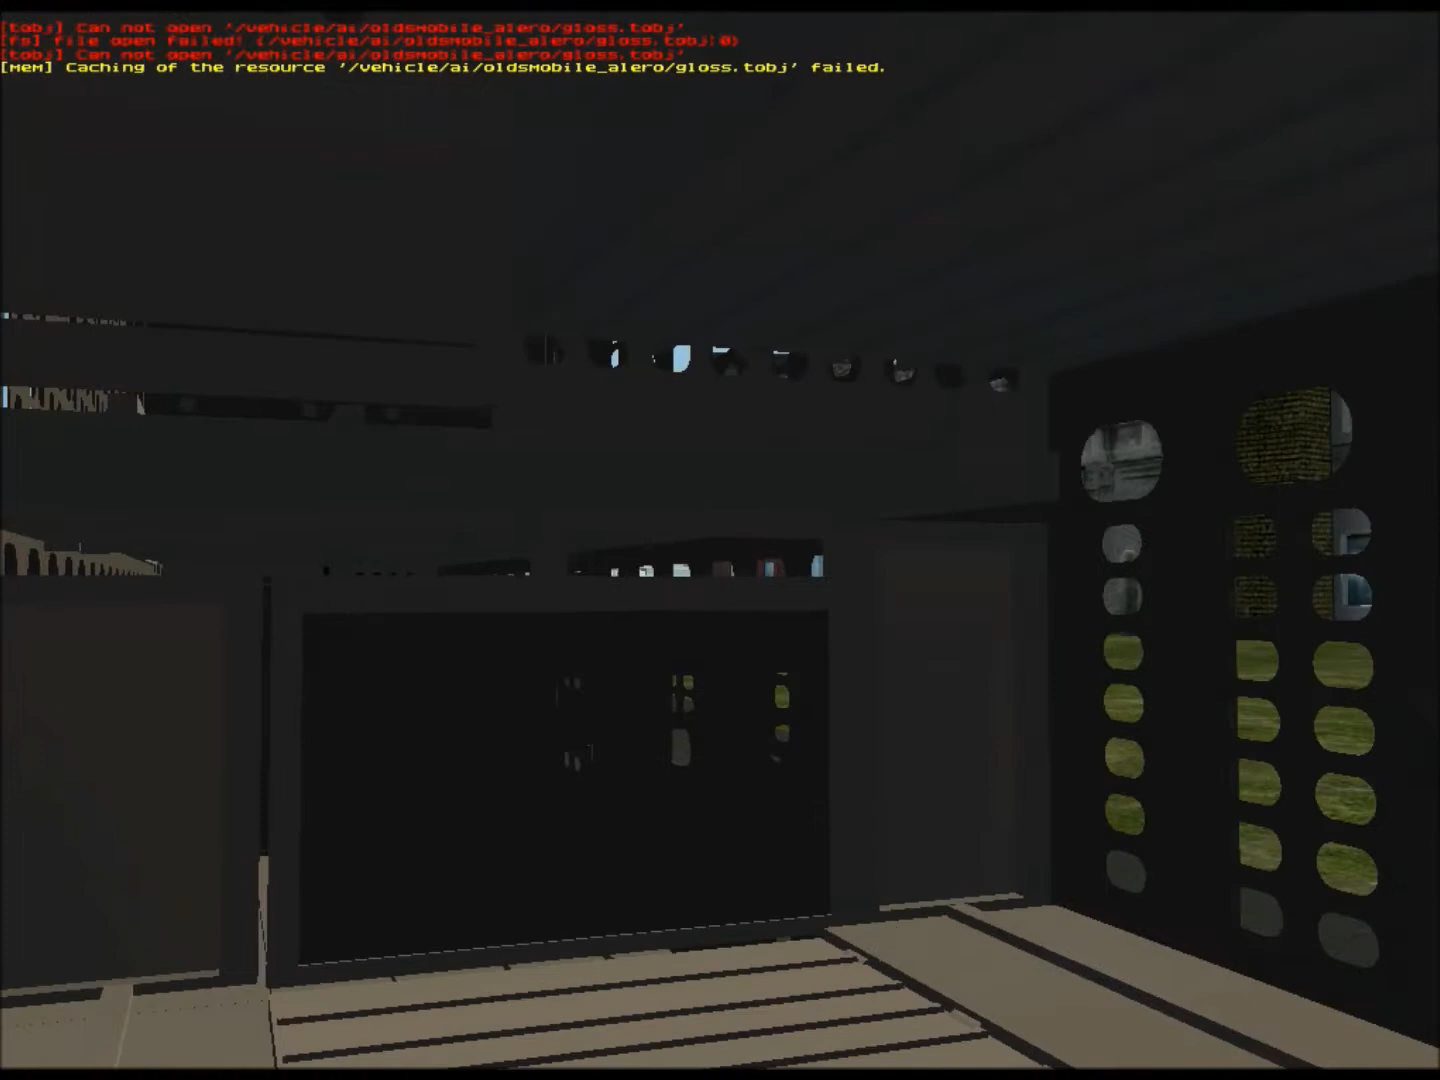 [tobj] Can not open '/vehicle/ai/oldsmobile_alero/gloss.tobj'
[fs] file open failed! (/vehicle/ai/oldsmobile_alero/gloss.tobj:0)
[tobj] Can not open '/vehicle/ai/oldsmobile_alero/gloss.tobj'
[mem] Caching of the resource '/vehicle/ai/oldsmobile_alero/gloss.tobj' failed.